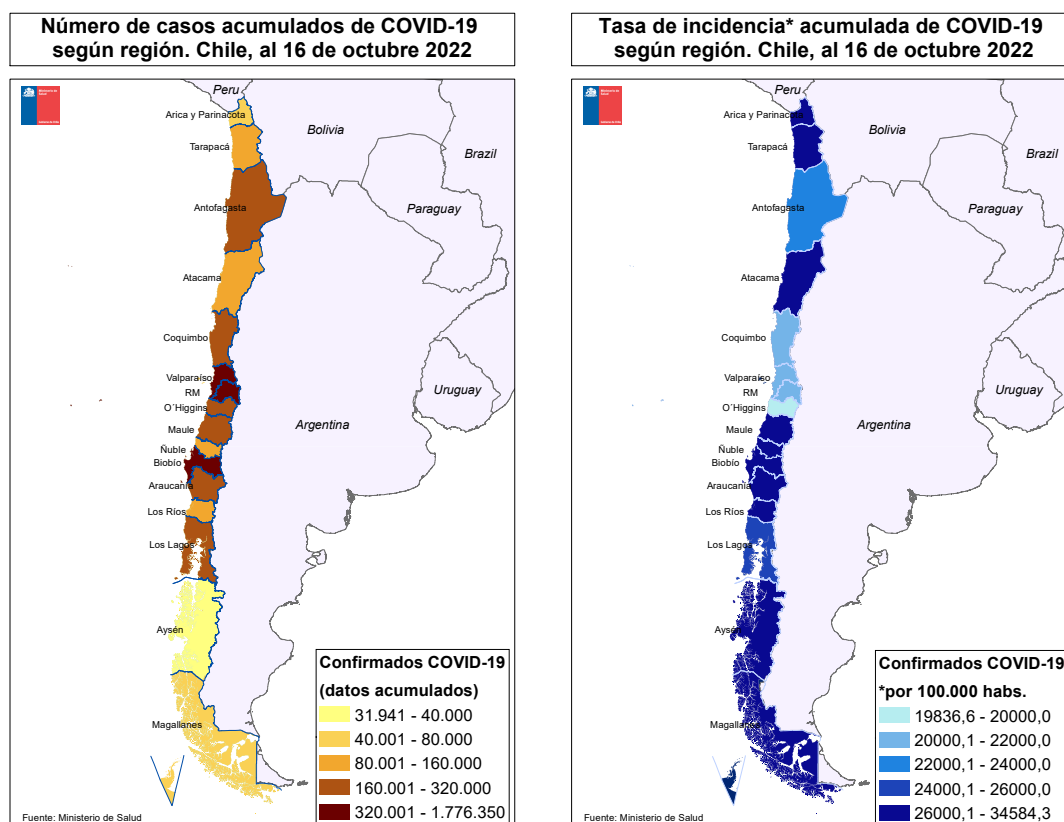 Número de casos acumulados de COVID-19
según región. Chile, al 16 de octubre 2022
Peru
Arica y Parinacota
Bolivia
Tarapacá
Brazil
Antofagasta
Paraguay
Atacama
Coquimbo
Valparaíso
RM
Uruguay
O´Higgins
Argentina
Maule
Ñuble
Biobío
Araucanía
Los Ríos
Los Lagos
Aysén
Magallanes
Confirmados COVID-19
(datos acumulados)
31.941 - 40.000
40.001 - 80.000
80.001 - 160.000
160.001 - 320.000
320.001 - 1.776.350
Fuente: Ministerio de Salud
Tasa de incidencia* acumulada de COVID-19
según región. Chile, al 16 de octubre 2022
Peru
Arica y Parinacota
Bolivia
Tarapacá
Brazil
Antofagasta
Paraguay
Atacama
Coquimbo
Valparaíso
RM
Uruguay
O´Higgins
Argentina
Maule
Ñuble
Biobío
Araucanía
Los Ríos
Los Lagos
Aysén
Magallanes
Confirmados COVID-19
*por 100.000 habs.
19836,6 - 20000,0
20000,1 - 22000,0
22000,1 - 24000,0
24000,1 - 26000,0
26000,1 - 34584,3
Fuente: Ministerio de Salud